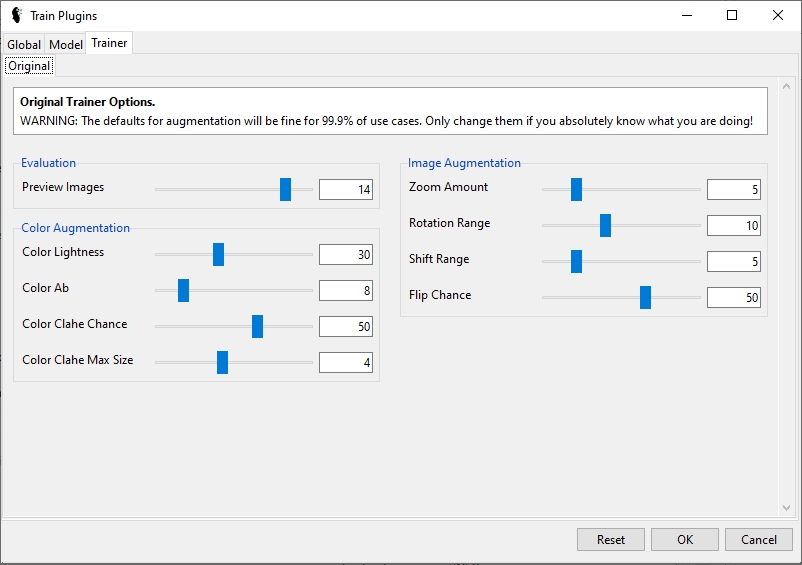 Train Plugins
Global Model Trainer
Original
Original Trainer Options.
WARNING: The defaults for augmentation will be fine for 99.9% of use cases. Only change them if you absolutely know what you are doing!
Evaluation
Preview Images 14
Color Augmentation
Color Lightness 30
Color Ab 8
Color Clahe Chance 50
Color Clahe Max Size 4
Image Augmentation
Zoom Amount 5
Rotation Range 10
Shift Range 5
Flip Chance 50
Reset OK Cancel